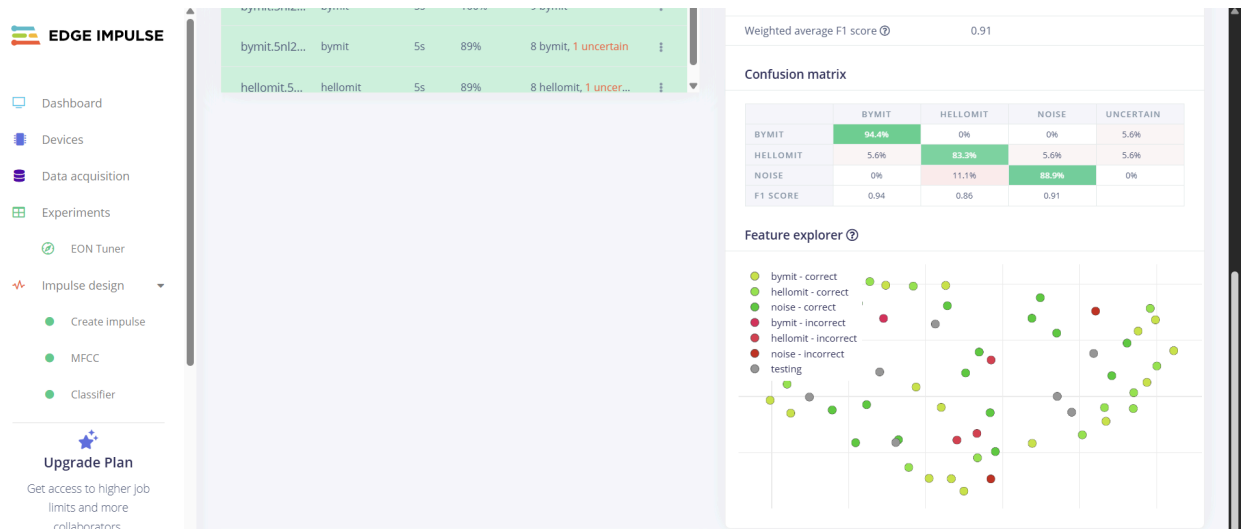 EDGE IMPULSE
Dashboard
Devices
Data acquisition
Experiments
EON Tuner
Impulse design
Create impulse
MFCC
Classifier
Upgrade Plan
Get access to higher job
limits and more
collaborators
bymit.5nl2... bymit 5s 89% 8 bymit, 1 uncertain
hellomit.5... hellomit 5s 89% 8 hellomit, 1 uncer...
Weighted average F1 score 0.91
Confusion matrix
BYMIT HELLOMIT NOISE UNCERTAIN
BYMIT 94.4% 0% 0% 5.6%
HELLOMIT 5.6% 83.3% 5.6% 5.6%
NOISE 0% 11.1% 88.9% 0%
F1 SCORE 0.94 0.86 0.91
Feature explorer
bymit - correct
hellomit - correct
noise - correct
bymit - incorrect
hellomit - incorrect
noise - incorrect
testing